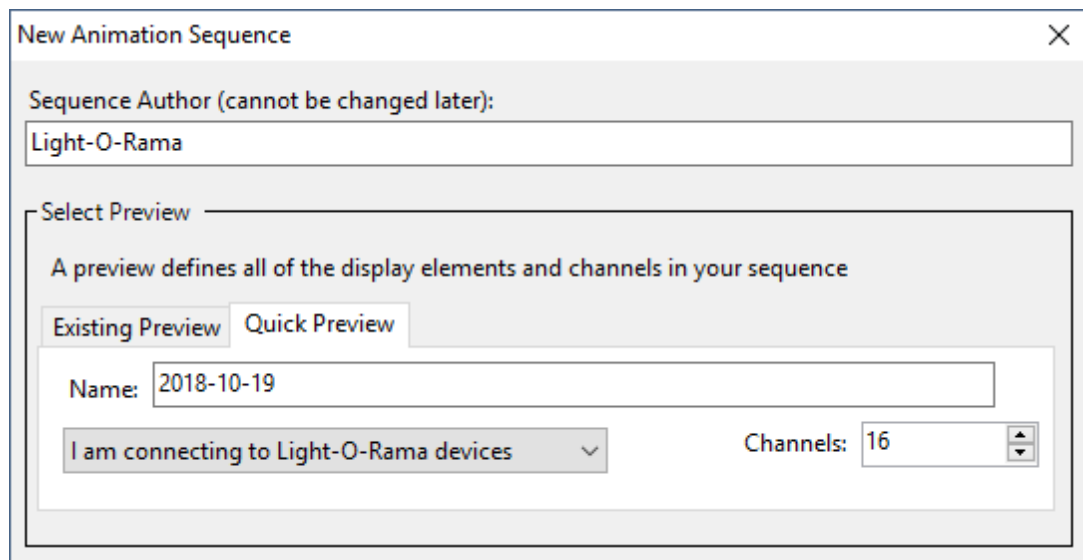 New Animation Sequence
Sequence Author (cannot be changed later):
Light-O-Rama
Select Preview
A preview defines all of the display elements and channels in your sequence
Existing Preview Quick Preview
Name: 2018-10-19
I am connecting to Light-O-Rama devices Channels: 16